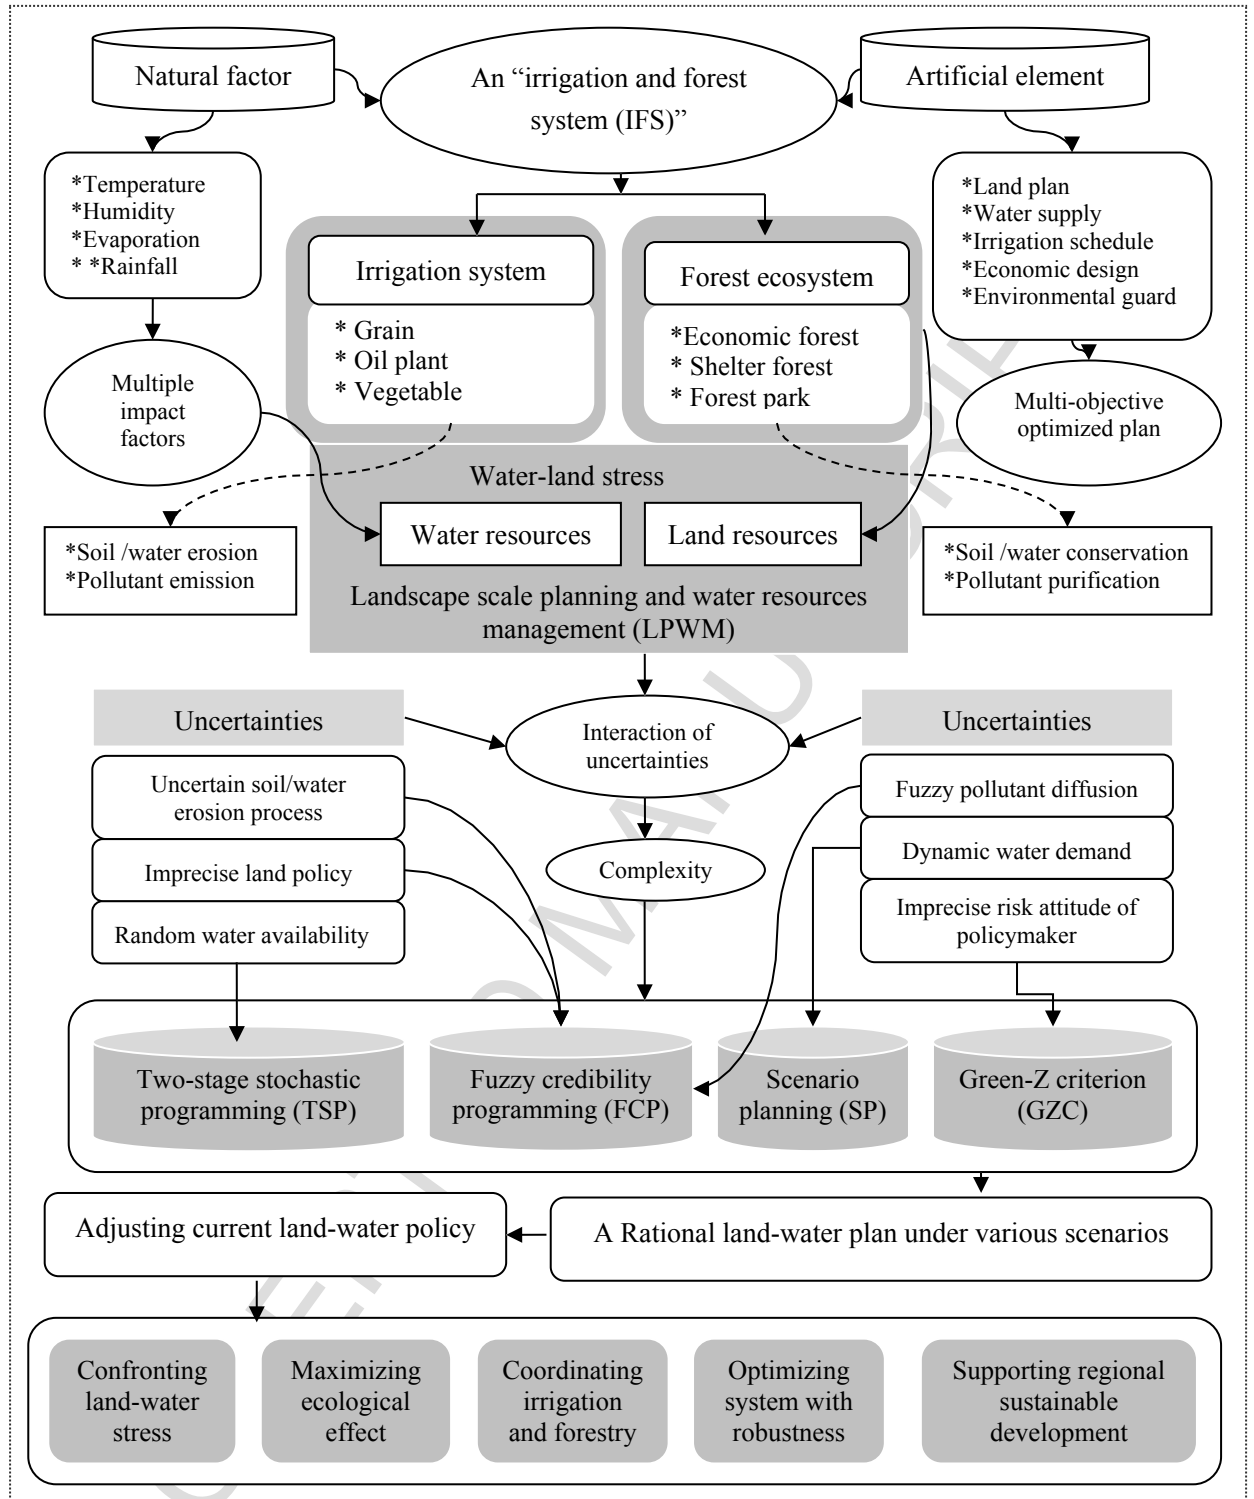 Natural factor
An “irrigation and forest
system (IFS)”
Artificial element
*Temperature
*Humidity
*Evaporation
* *Rainfall
*Land plan
*Water supply
*Irrigation schedule
*Economic design
*Environmental guard
Irrigation system
* Grain
* Oil plant
* Vegetable
Forest ecosystem
*Economic forest
* Shelter forest
* Forest park
Multiple
impact
factors
Multi-objective
optimized plan
Water-land stress
Water resources
Land resources
Landscape scale planning and water resources
management (LPWM)
*Soil /water erosion
*Pollutant emission
*Soil /water conservation
*Pollutant purification
Uncertainties
Interaction of
uncertainties
Uncertainties
Uncertain soil/water
erosion process
Imprecise land policy
Random water availability
Complexity
Fuzzy pollutant diffusion
Dynamic water demand
Imprecise risk attitude of
policymaker
Two-stage stochastic
programming (TSP)
Fuzzy credibility
programming (FCP)
Scenario
planning (SP)
Green-Z criterion
(GZC)
Adjusting current land-water policy
A Rational land-water plan under various scenarios
Confronting
land-water
stress
Maximizing
ecological
effect
Coordinating
irrigation
and forestry
Optimizing
system with
robustness
Supporting regional
sustainable
development